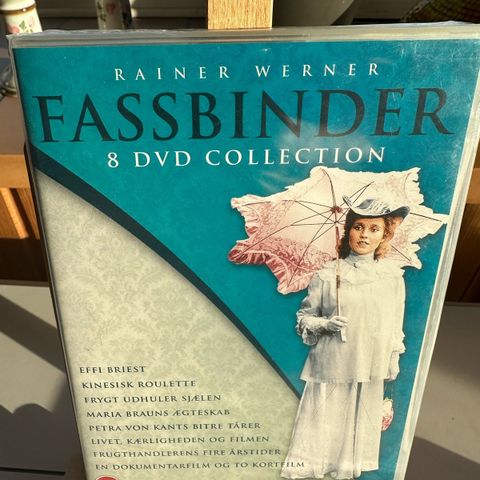 RAINER WERNER
FASSBINDER
8 DVD COLLECTION
EFFI BRIEST
KINESISK ROULETTE
FRYGT UDHULER SJÆLEN
MARIA BRAUNS ÆGTESKAB
PETRA VON KANTS BITRE TÅRER
LIVET, KÆRLIGHEDEN OG FILMEN
FRUGTHANDLERENS FIRE ÅRSTIDER
EN DOKUMENTARFILM OG TO KORTFILM